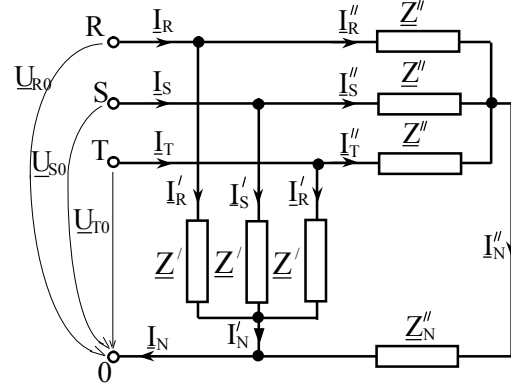 R I_R I″_R Z″
U_R0
S I_S I″_S Z″
T I_T I″_T Z″
U_S0
U_T0
I′_R I′_S I′_R
Z′ Z′ Z′
I″_N
I_N I′_N Z″_N
0